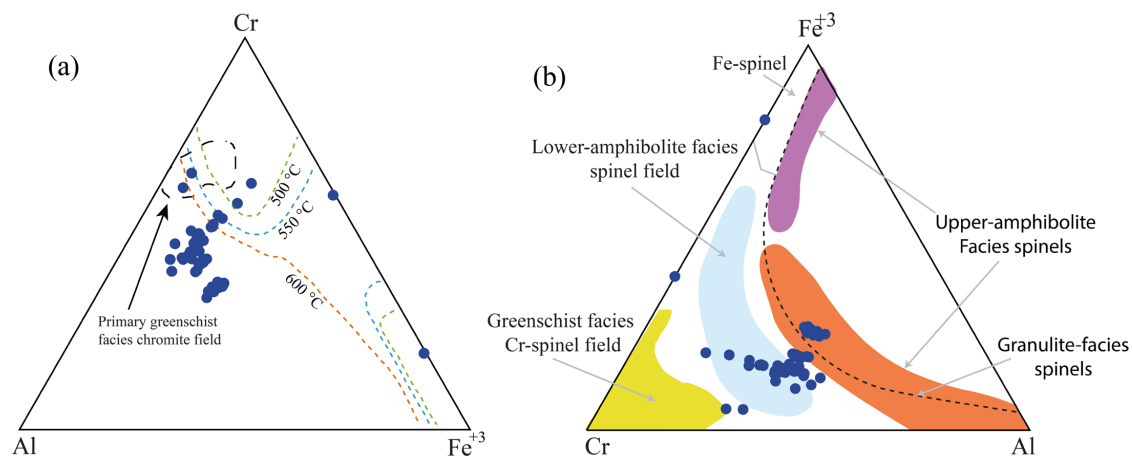 (a)
Cr
500 °C
550 °C
600 °C
Primary greenschist
facies chromite field
Al
Fe+3
(b)
Fe+3
Fe-spinel
Lower-amphibolite facies
spinel field
Upper-amphibolite
Facies spinels
Greenschist facies
Cr-spinel field
Granulite-facies
spinels
Cr
Al